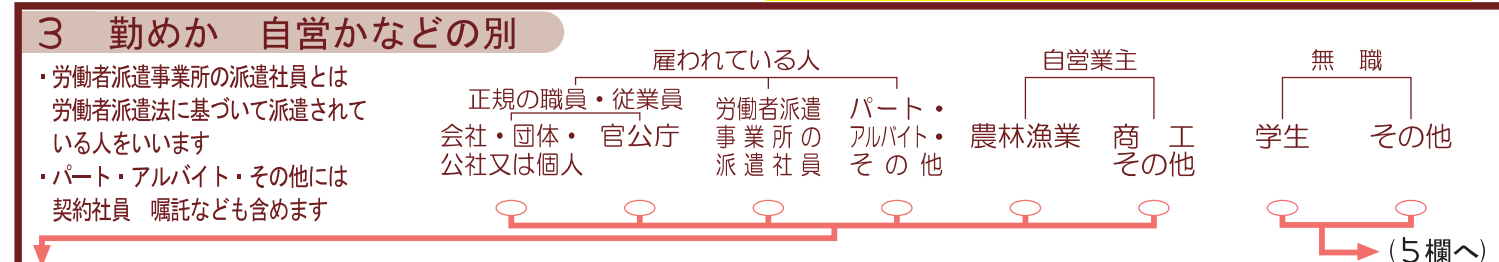 3 勤めか 自営かなどの別
・労働者派遣事業所の派遣社員とは
労働者派遣法に基づいて派遣されて
いる人をいいます
・パート・アルバイト・その他には
契約社員 嘱託なども含めます
雇われている人
正規の職員・従業員
会社・団体・
公社又は個人
官公庁
労働者派遣
事業所の
派遣社員
パート・
アルバイト・
その他
自営業主
農林漁業
商工
その他
無職
学生
その他
(5欄へ)